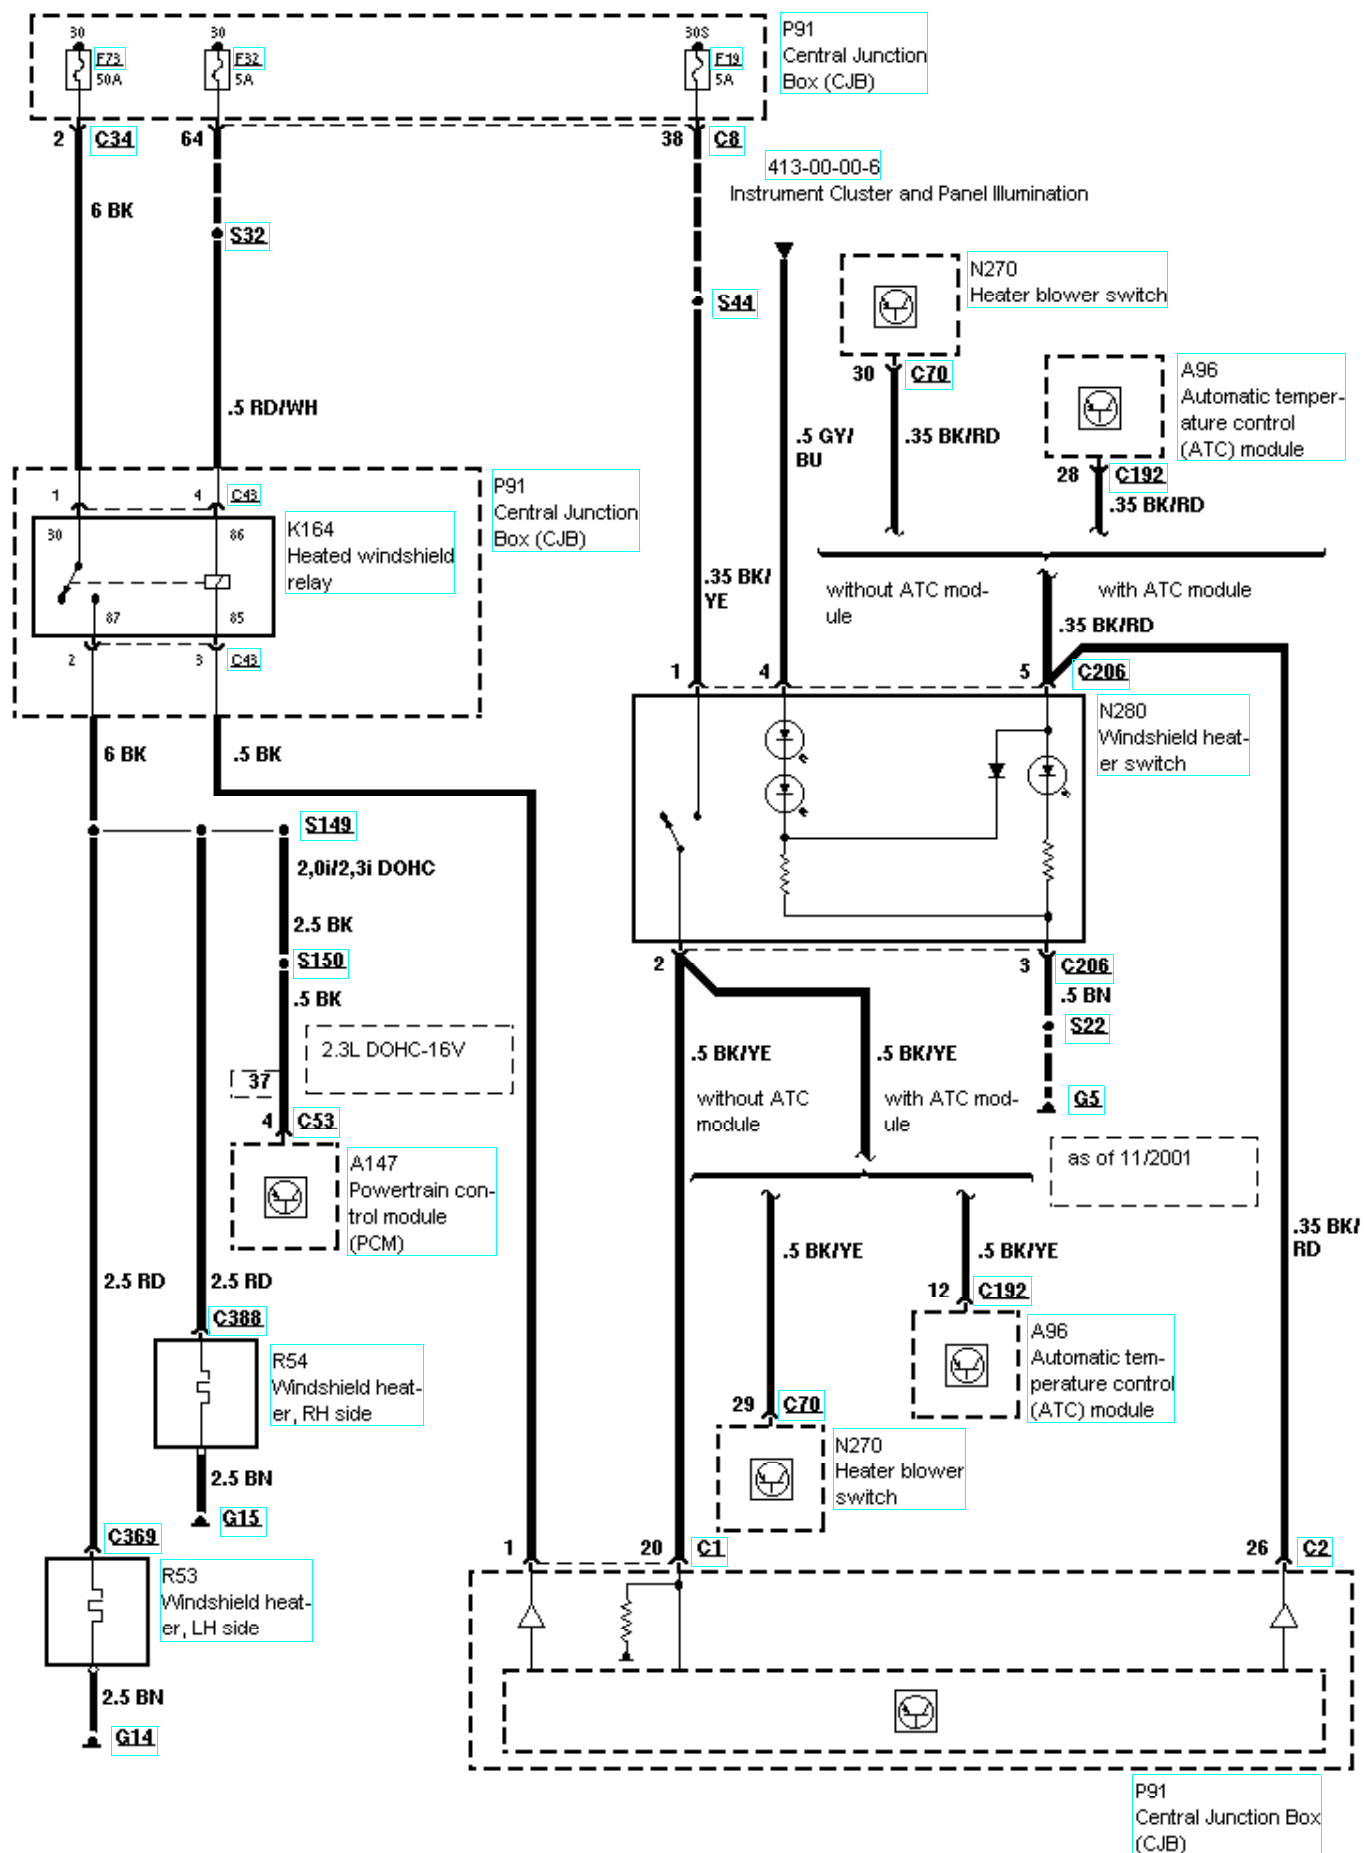 30
F73
50A
30
F32
5A
30S
F19
5A
P91
Central Junction
Box (CJB)
2
C34
64
38
C8
413-00-00-6
Instrument Cluster and Panel Illumination
6 BK
S32
S44
N270
Heater blower switch
30
C70
A96
Automatic temper-
ature control
(ATC) module
28
C192
.5 RD/WH
.5 GY/
BU
.35 BK/RD
.35 BK/RD
1
4
C43
P91
Central Junction
Box (CJB)
30
86
K164
Heated windshield
relay
87
85
2
3
C43
.35 BK/
YE
without ATC mod-
ule
with ATC module
.35 BK/RD
1
4
5
C206
N280
Windshield heat-
er switch
6 BK
.5 BK
S149
2,0i/2,3i DOHC
2.5 BK
S150
.5 BK
2.3L DOHC-16V
37
4
C53
A147
Powertrain con-
trol module
(PCM)
2
3
C206
.5 BN
S22
G5
.5 BK/YE
without ATC
module
.5 BK/YE
with ATC mod-
ule
as of 11/2001
.35 BK/
RD
.5 BK/YE
.5 BK/YE
12
C192
A96
Automatic tem-
perature control
(ATC) module
29
C70
N270
Heater blower
switch
2.5 RD
2.5 RD
C388
R54
Windshield heat-
er, RH side
2.5 BN
G15
C369
R53
Windshield heat-
er, LH side
2.5 BN
G14
1
20
C1
26
C2
P91
Central Junction Box
(CJB)